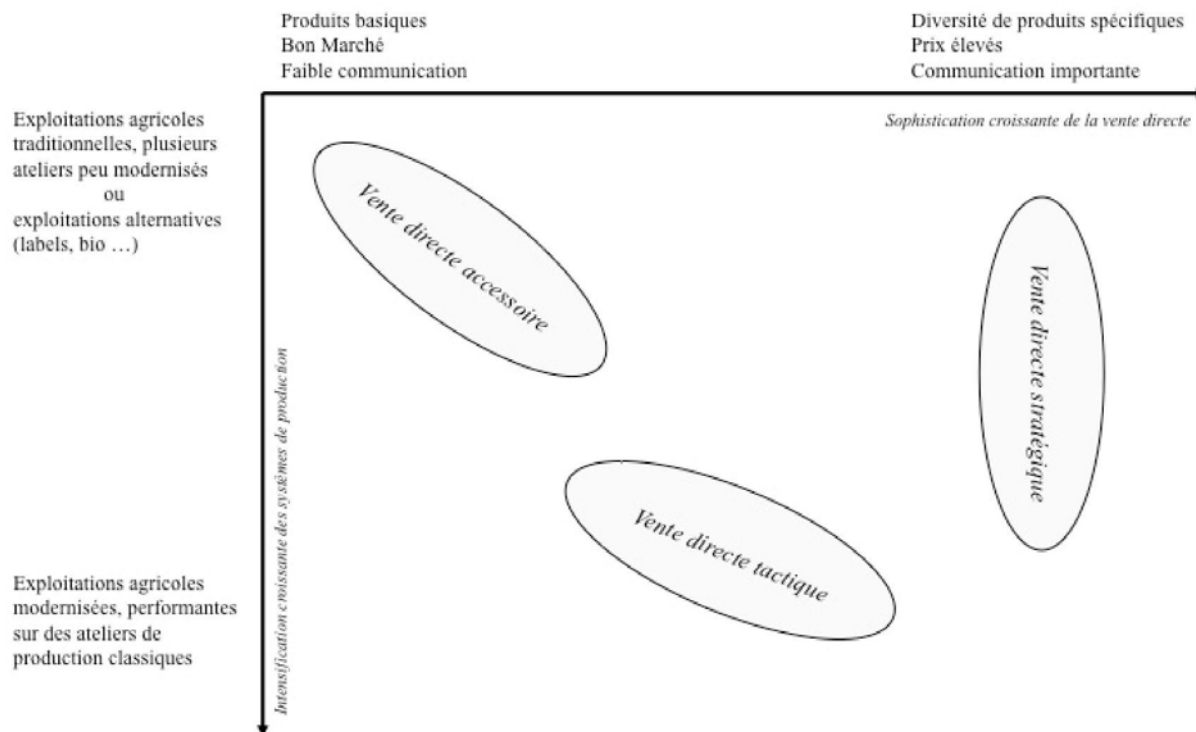 Produits basiques
Bon Marché
Faible communication
Diversité de produits spécifiques
Prix élevés
Communication importante
Sophistication croissante de la vente directe
Exploitations agricoles
traditionnelles, plusieurs
ateliers peu modernisés
ou
exploitations alternatives
(labels, bio …)
Vente directe accessoire
Vente directe stratégique
Intensification croissante des systèmes de production
Vente directe tactique
Exploitations agricoles
modernisées, performantes
sur des ateliers de
production classiques